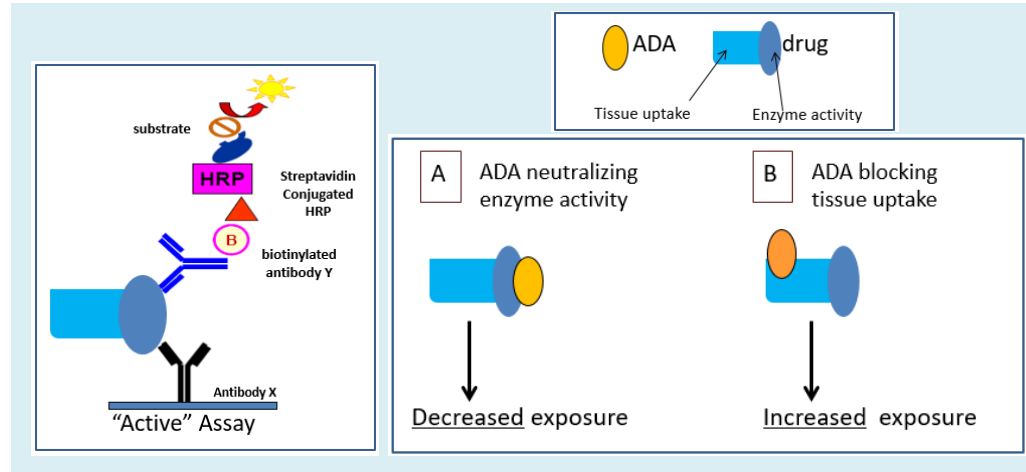 ADA
drug
Tissue uptake
Enzyme activity
substrate
HRP
Streptavidin
Conjugated
HRP
B
biotinylated
antibody Y
Antibody X
“Active” Assay
A
ADA neutralizing
enzyme activity
Decreased exposure
B
ADA blocking
tissue uptake
Increased exposure